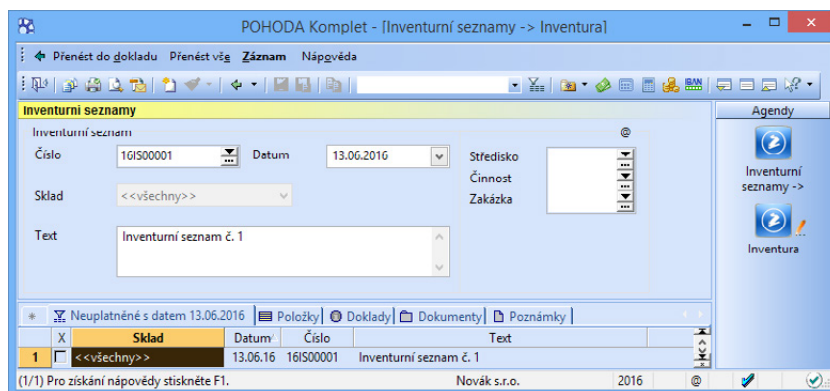 POHODA Komplet - [Inventurní seznamy -> Inventura]
Přenést do dokladu Přenést vše Záznam Nápověda
IBAN
Inventurní seznamy
Agendy
Inventurní seznam
@
Číslo 16IS00001 Datum 13.06.2016 Středisko
Činnost
Sklad <<všechny>> Zakázka
Text Inventurní seznam č. 1
Inventurní
seznamy ->
Inventura
* Neuplatněné s datem 13.06.2016 Položky Doklady Dokumenty Poznámky
X Sklad Datum Číslo Text
1 <<všechny>> 13.06.16 16IS00001 Inventurní seznam č. 1
(1/1) Pro získání nápovědy stiskněte F1. Novák s.r.o. 2016 @